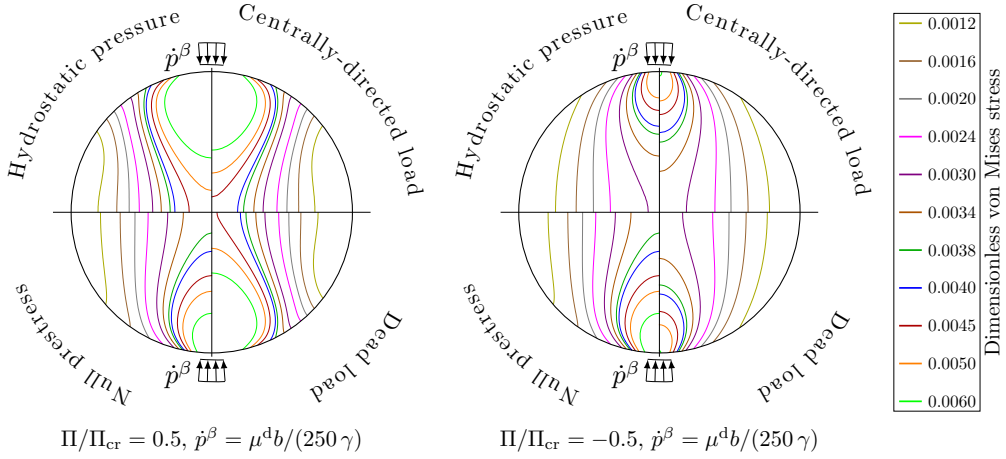 Hydrostatic pressure
Centrally-directed load
ṗ^β
ṗ^β
Null prestress
Dead load
Π/Π_cr = 0.5, ṗ^β = μ^d b/(250 γ)
Hydrostatic pressure
Centrally-directed load
ṗ^β
ṗ^β
Null prestress
Dead load
Π/Π_cr = −0.5, ṗ^β = μ^d b/(250 γ)
0.0012
0.0016
0.0020
0.0024
0.0030
0.0034
0.0038
0.0040
0.0045
0.0050
0.0060
Dimensionless von Mises stress